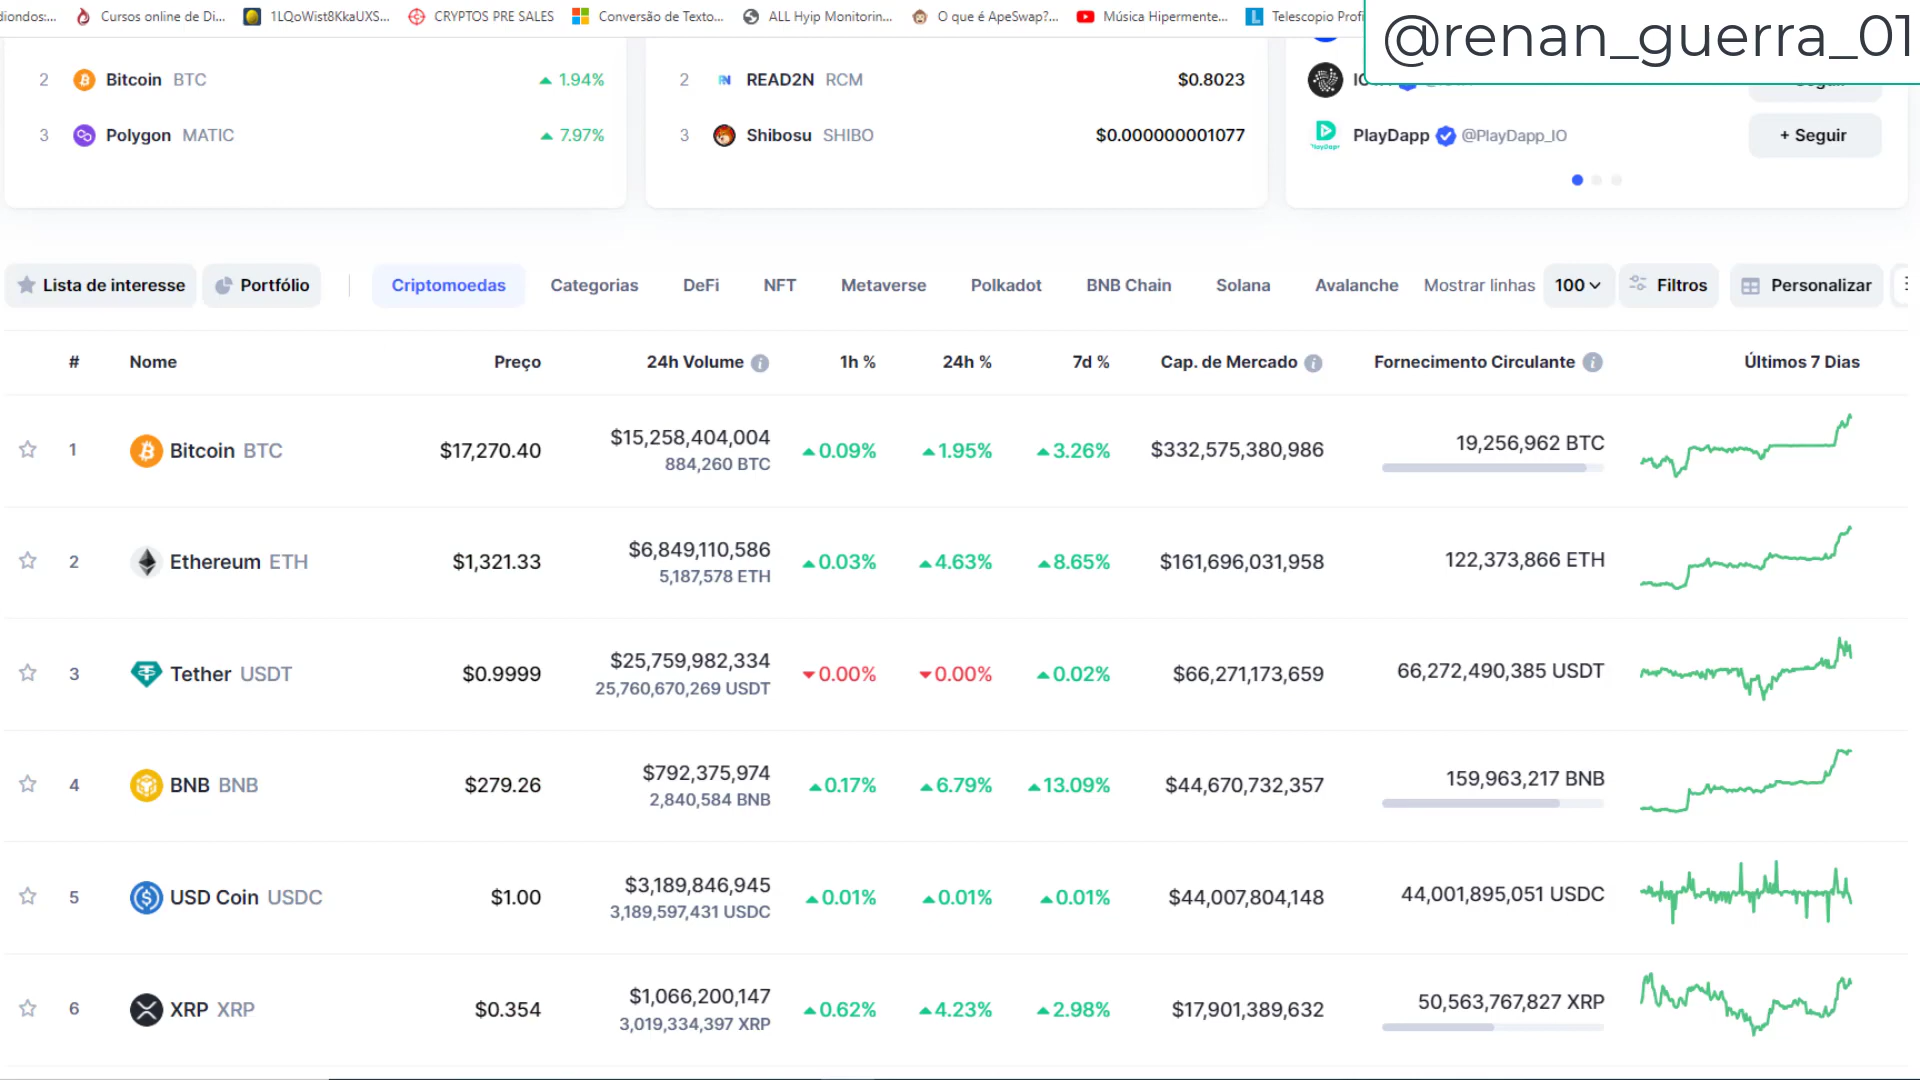 diondos:...
Cursos online de Di...
1LQoWist8KkaUXS...
CRYPTOS PRE SALES
Conversão de Texto...
ALL Hyip Monitorin...
O que é ApeSwap?...
Música Hipermente...
Telescopio Profi
@renan_guerra_01
2 Bitcoin BTC 1.94%
3 Polygon MATIC 7.97%
2 READ2N RCM $0.8023
3 Shibosu SHIBO $0.000000001077
PlayDapp @PlayDapp_IO + Seguir
Lista de interesse Portfólio Criptomoedas Categorias DeFi NFT Metaverse Polkadot BNB Chain Solana Avalanche Mostrar linhas 100 Filtros Personalizar
# Nome Preço 24h Volume 1h % 24h % 7d % Cap. de Mercado Fornecimento Circulante Últimos 7 Dias
1 Bitcoin BTC $17,270.40 $15,258,404,004 0.09% 1.95% 3.26% $332,575,380,986 19,256,962 BTC
884,260 BTC
2 Ethereum ETH $1,321.33 $6,849,110,586 0.03% 4.63% 8.65% $161,696,031,958 122,373,866 ETH
5,187,578 ETH
3 Tether USDT $0.9999 $25,759,982,334 0.00% 0.00% 0.02% $66,271,173,659 66,272,490,385 USDT
25,760,670,269 USDT
4 BNB BNB $279.26 $792,375,974 0.17% 6.79% 13.09% $44,670,732,357 159,963,217 BNB
2,840,584 BNB
5 USD Coin USDC $1.00 $3,189,846,945 0.01% 0.01% 0.01% $44,007,804,148 44,001,895,051 USDC
3,189,597,431 USDC
6 XRP XRP $0.354 $1,066,200,147 0.62% 4.23% 2.98% $17,901,389,632 50,563,767,827 XRP
3,019,334,397 XRP